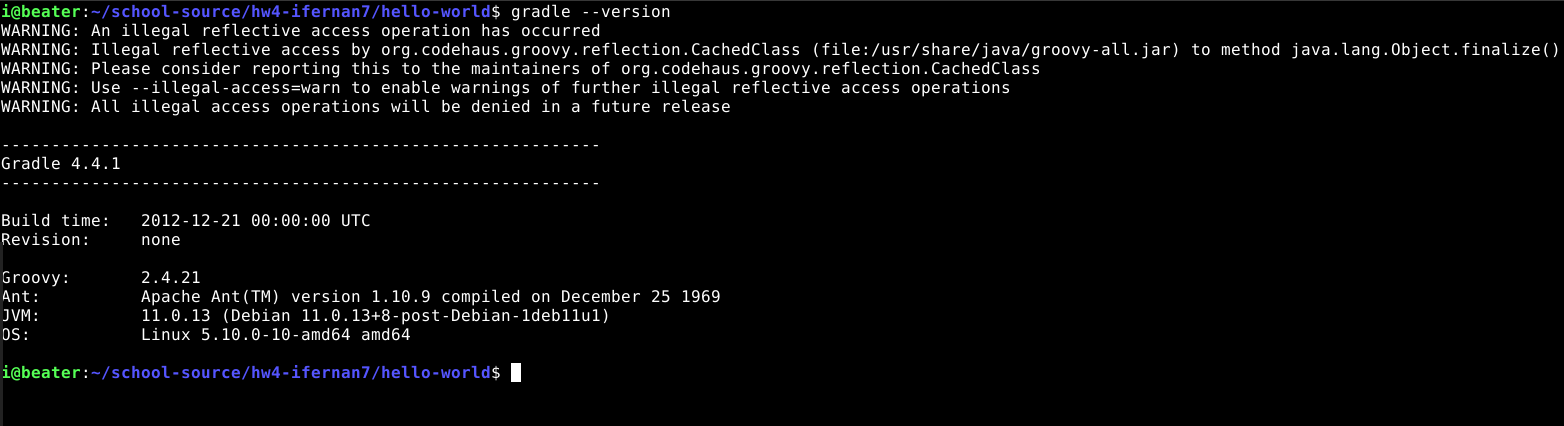 i@beater:~/school-source/hw4-ifernan7/hello-world$ gradle --version
WARNING: An illegal reflective access operation has occurred
WARNING: Illegal reflective access by org.codehaus.groovy.reflection.CachedClass (file:/usr/share/java/groovy-all.jar) to method java.lang.Object.finalize()
WARNING: Please consider reporting this to the maintainers of org.codehaus.groovy.reflection.CachedClass
WARNING: Use --illegal-access=warn to enable warnings of further illegal reflective access operations
WARNING: All illegal access operations will be denied in a future release
------------------------------------------------------------
Gradle 4.4.1
------------------------------------------------------------
Build time:   2012-12-21 00:00:00 UTC
Revision:     none
Groovy:       2.4.21
Ant:          Apache Ant(TM) version 1.10.9 compiled on December 25 1969
JVM:          11.0.13 (Debian 11.0.13+8-post-Debian-1deb11u1)
OS:           Linux 5.10.0-10-amd64 amd64
i@beater:~/school-source/hw4-ifernan7/hello-world$